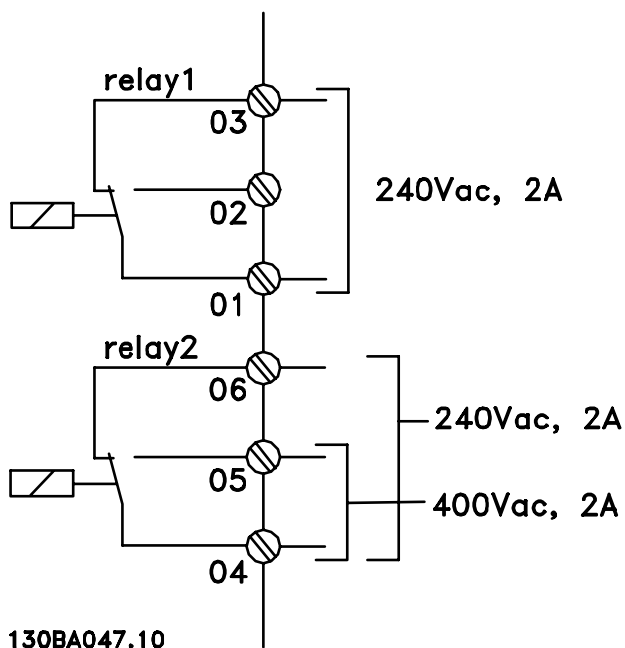 relay1
03
02
240Vac, 2A
01
relay2
06
240Vac, 2A
05
400Vac, 2A
04
130BA047.10